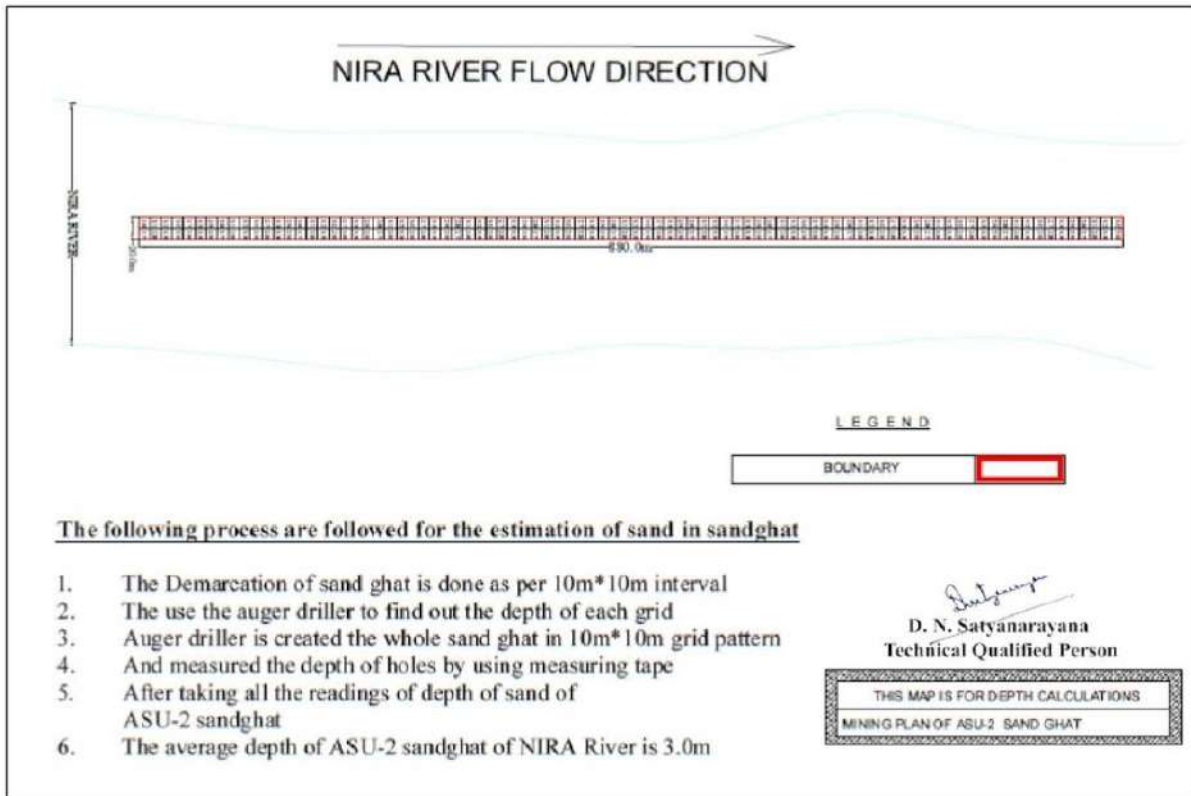 NIRA RIVER FLOW DIRECTION
NIRA RIVER
20.0m
L E G E N D
BOUNDARY
The following process are followed for the estimation of sand in sandghat
1. The Demarcation of sand ghat is done as per 10m*10m interval
2. The use the auger driller to find out the depth of each grid
3. Auger driller is created the whole sand ghat in 10m*10m grid pattern
4. And measured the depth of holes by using measuring tape
5. After taking all the readings of depth of sand of
ASU-2 sandghat
6. The average depth of ASU-2 sandghat of NIRA River is 3.0m
D. N. Satyanarayana
Technical Qualified Person
THIS MAP IS FOR DEPTH CALCULATIONS
MINING PLAN OF ASU-2 SAND GHAT